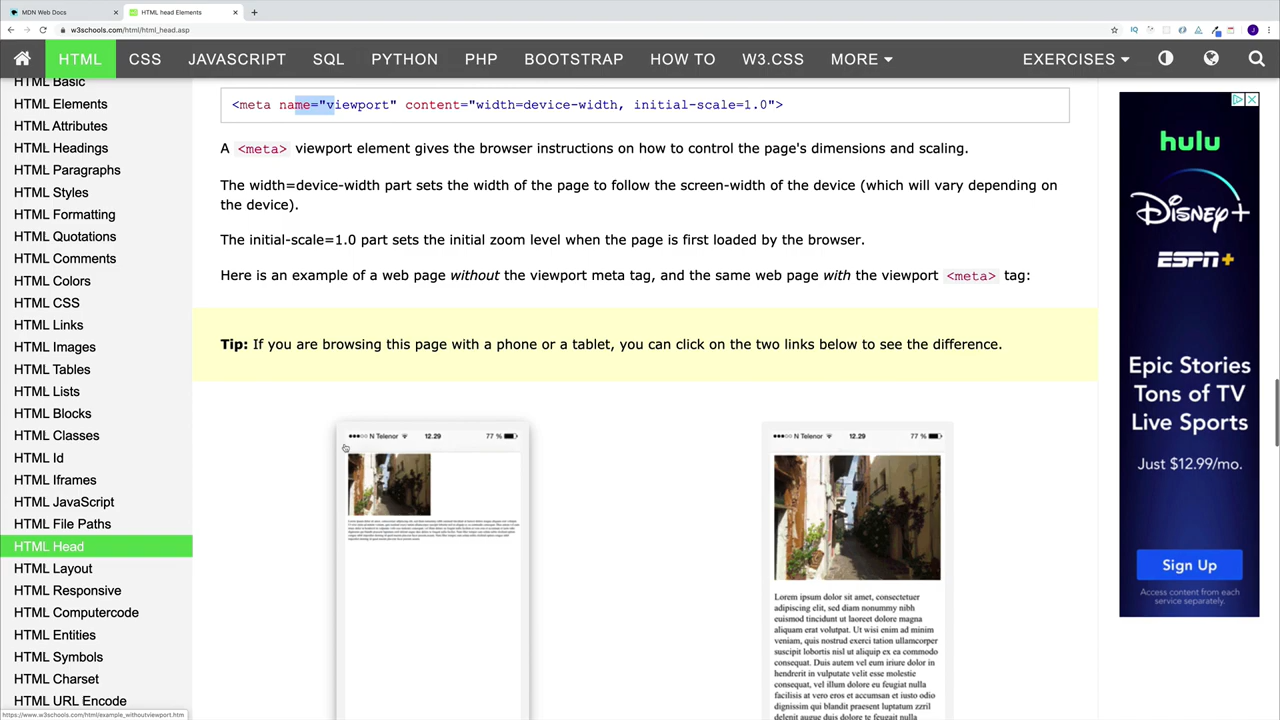 MDN Web Docs
HTML head Elements
w3schools.com/html/html_head.asp
HTML
CSS
JAVASCRIPT
SQL
PYTHON
PHP
BOOTSTRAP
HOW TO
W3.CSS
MORE
EXERCISES
HTML Basic
HTML Elements
HTML Attributes
HTML Headings
HTML Paragraphs
HTML Styles
HTML Formatting
HTML Quotations
HTML Comments
HTML Colors
HTML CSS
HTML Links
HTML Images
HTML Tables
HTML Lists
HTML Blocks
HTML Classes
HTML Id
HTML Iframes
HTML JavaScript
HTML File Paths
HTML Head
HTML Layout
HTML Responsive
HTML Computercode
HTML Entities
HTML Symbols
HTML Charset
HTML URL Encode
https://www.w3schools.com/html/example_withoutviewport.htm
<meta name="viewport" content="width=device-width, initial-scale=1.0">
A <meta> viewport element gives the browser instructions on how to control the page's dimensions and scaling.
The width=device-width part sets the width of the page to follow the screen-width of the device (which will vary depending on
the device).
The initial-scale=1.0 part sets the initial zoom level when the page is first loaded by the browser.
Here is an example of a web page without the viewport meta tag, and the same web page with the viewport <meta> tag:
Tip: If you are browsing this page with a phone or a tablet, you can click on the two links below to see the difference.
N Telenor 12.29 77 %
N Telenor 12.29 77 %
Lorem ipsum dolor sit amet, consectetuer
adipiscing elit, sed diam nonummy nibh
euismod tincidunt ut laoreet dolore magna
aliquam erat volutpat. Ut wisi enim ad minim
veniam, quis nostrud exerci tation ullamcorper
suscipit lobortis nisl ut aliquip ex ea commodo
consequat. Duis autem vel eum iriure dolor in
hendrerit in vulputate velit esse molestie
consequat, vel illum dolore eu feugiat nulla
facilisis at vero eros et accumsan et iusto odio
dignissim qui blandit praesent luptatum zzril
delenit augue duis dolore te feugait nulla
hulu
Disney+
ESPN+
Epic Stories
Tons of TV
Live Sports
Just $12.99/mo.
Sign Up
Access content from each
service separately.